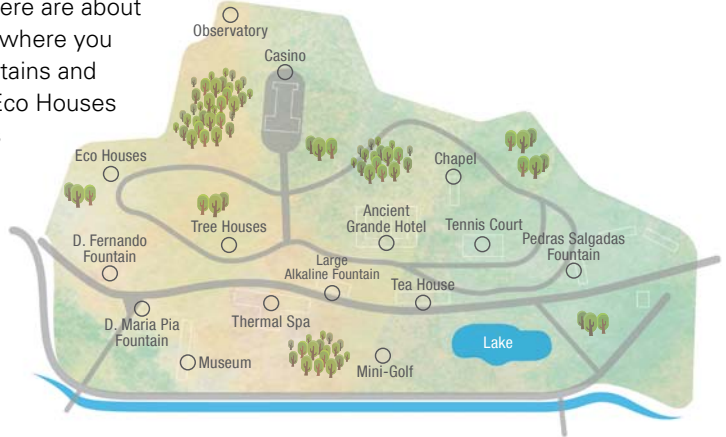 ere are about
where you
tains and
Eco Houses
Observatory
Casino
Eco Houses
Chapel
Tree Houses
Ancient
Grande Hotel
Tennis Court
Pedras Salgadas
Fountain
D. Fernando
Fountain
Large
Alkaline Fountain
Tea House
D. Maria Pia
Fountain
Thermal Spa
Lake
Museum
Mini-Golf